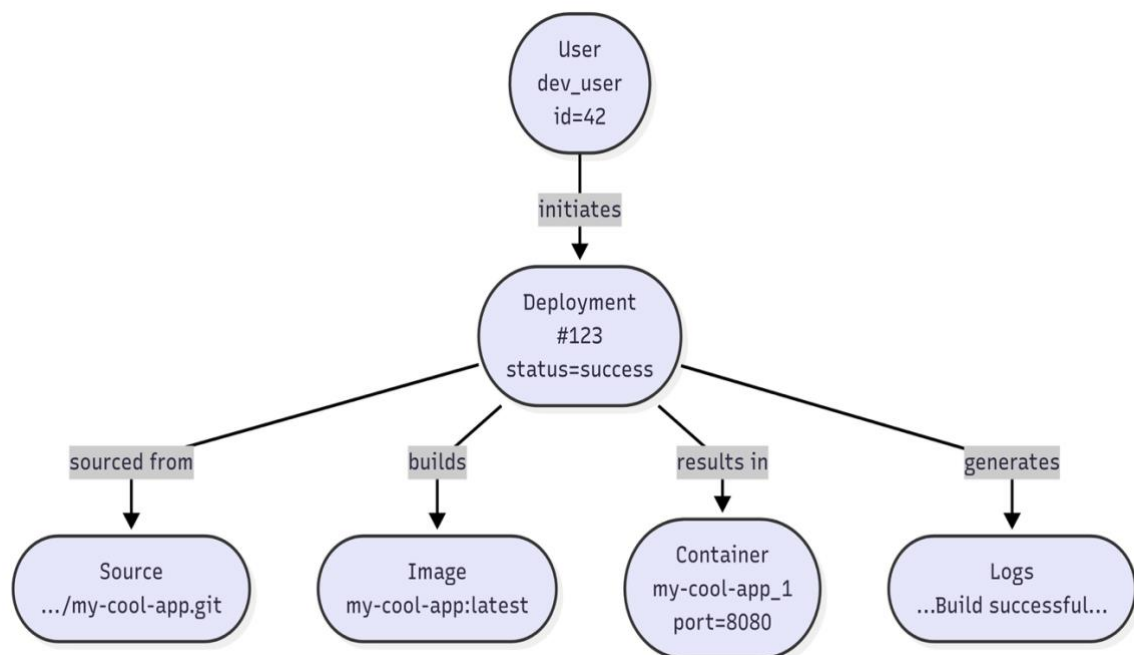 User
dev_user
id=42
initiates
Deployment
#123
status=success
sourced from
builds
results in
generates
Source
.../my-cool-app.git
Image
my-cool-app:latest
Container
my-cool-app_1
port=8080
Logs
...Build successful...